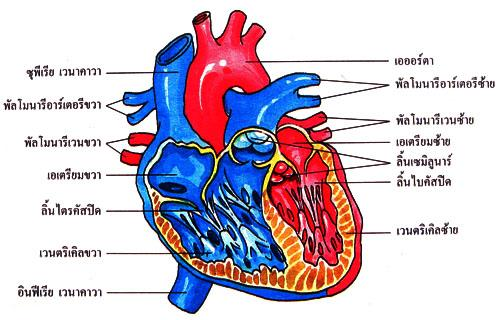 ซูพีเรีย เวนาคาวา
พัลโมนารีอาร์เตอรีขวา
พัลโมนารีเวนขวา
เอเตรียมขวา
ลิ้นไตรคัสปิด
เวนตริเคิลขวา
อินฟีเรีย เวนาคาวา
เอออร์ตา
พัลโมนารีอาร์เตอรีซ้าย
พัลโมนารีเวนซ้าย
เอเตรียมซ้าย
ลิ้นเซมิลูนาร์
ลิ้นไบคัสปิด
เวนตริเคิลซ้าย